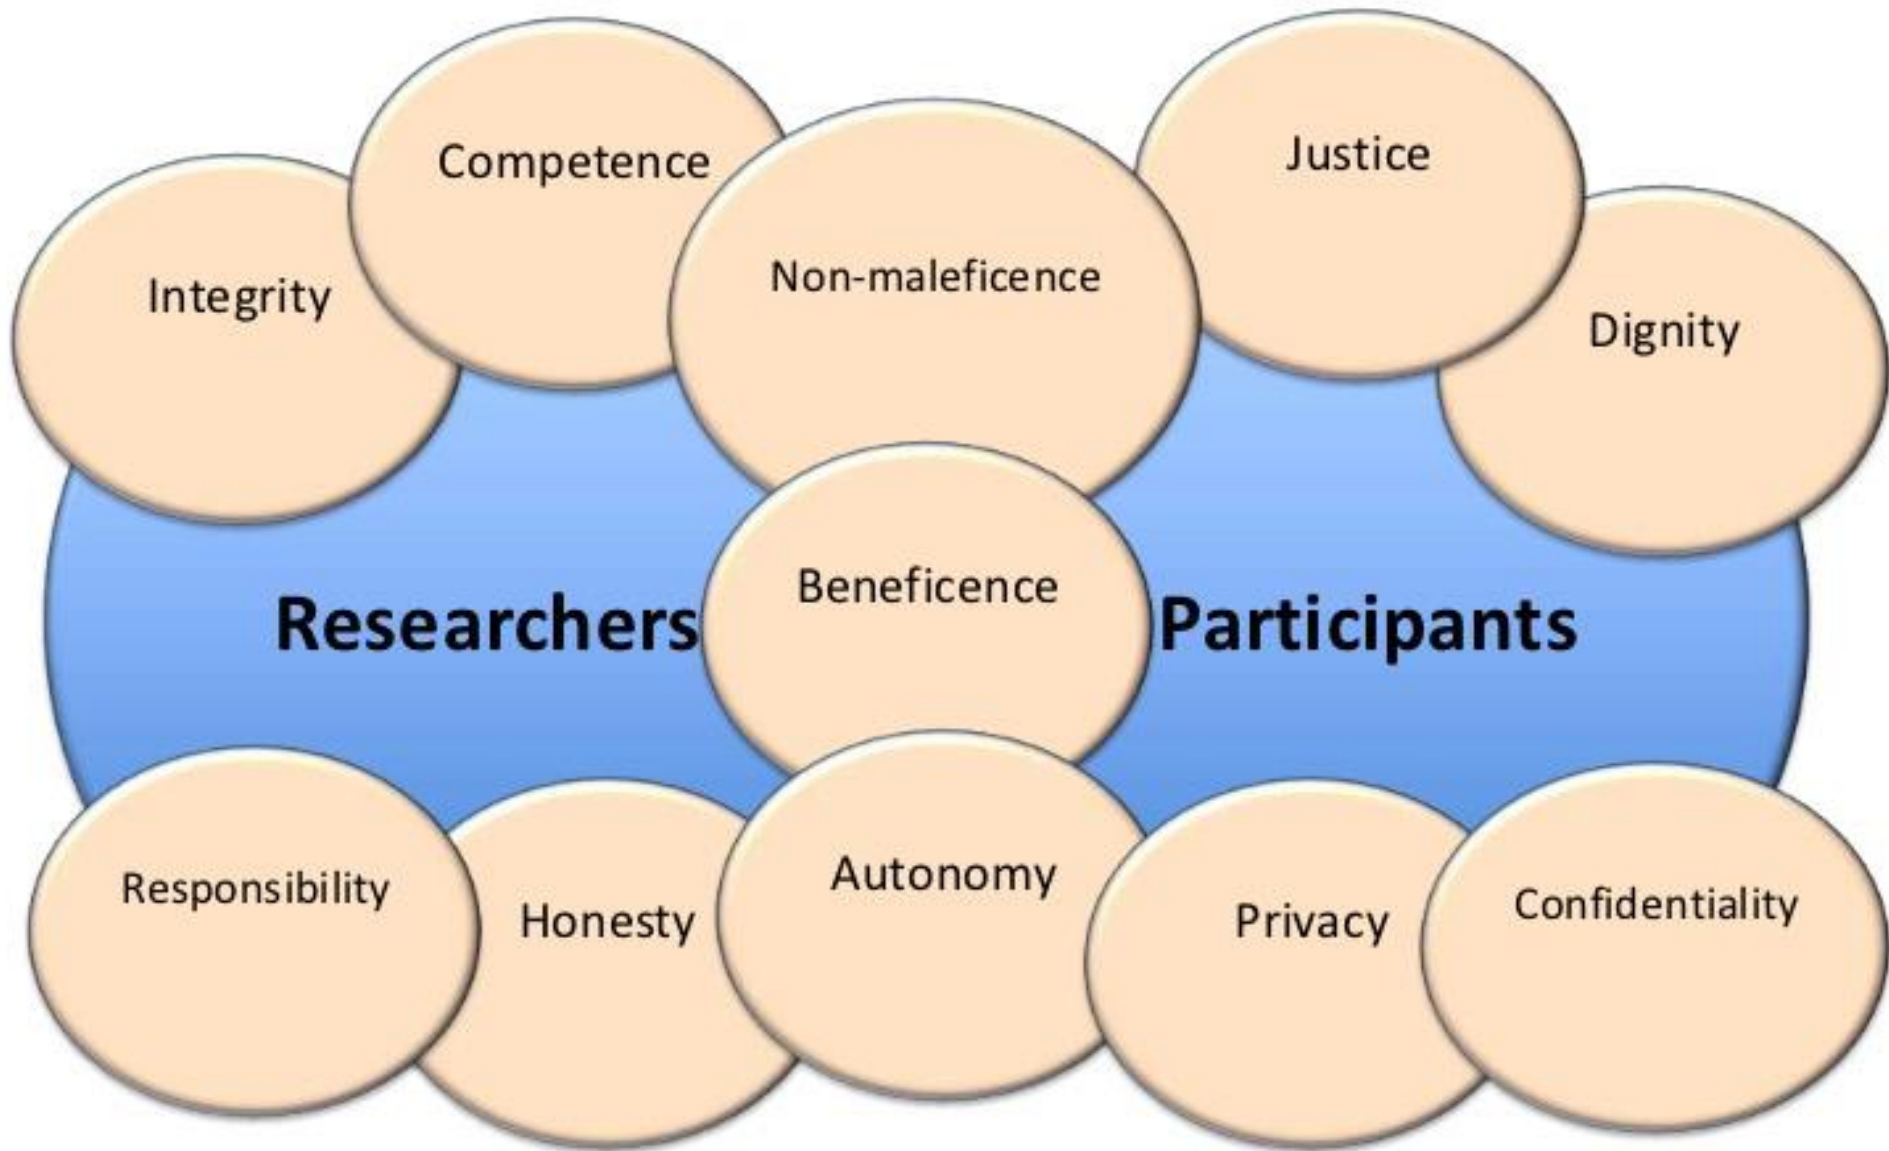 Competence
Justice
Integrity
Non-maleficence
Dignity
Researchers
Beneficence
Participants
Responsibility
Honesty
Autonomy
Privacy
Confidentiality